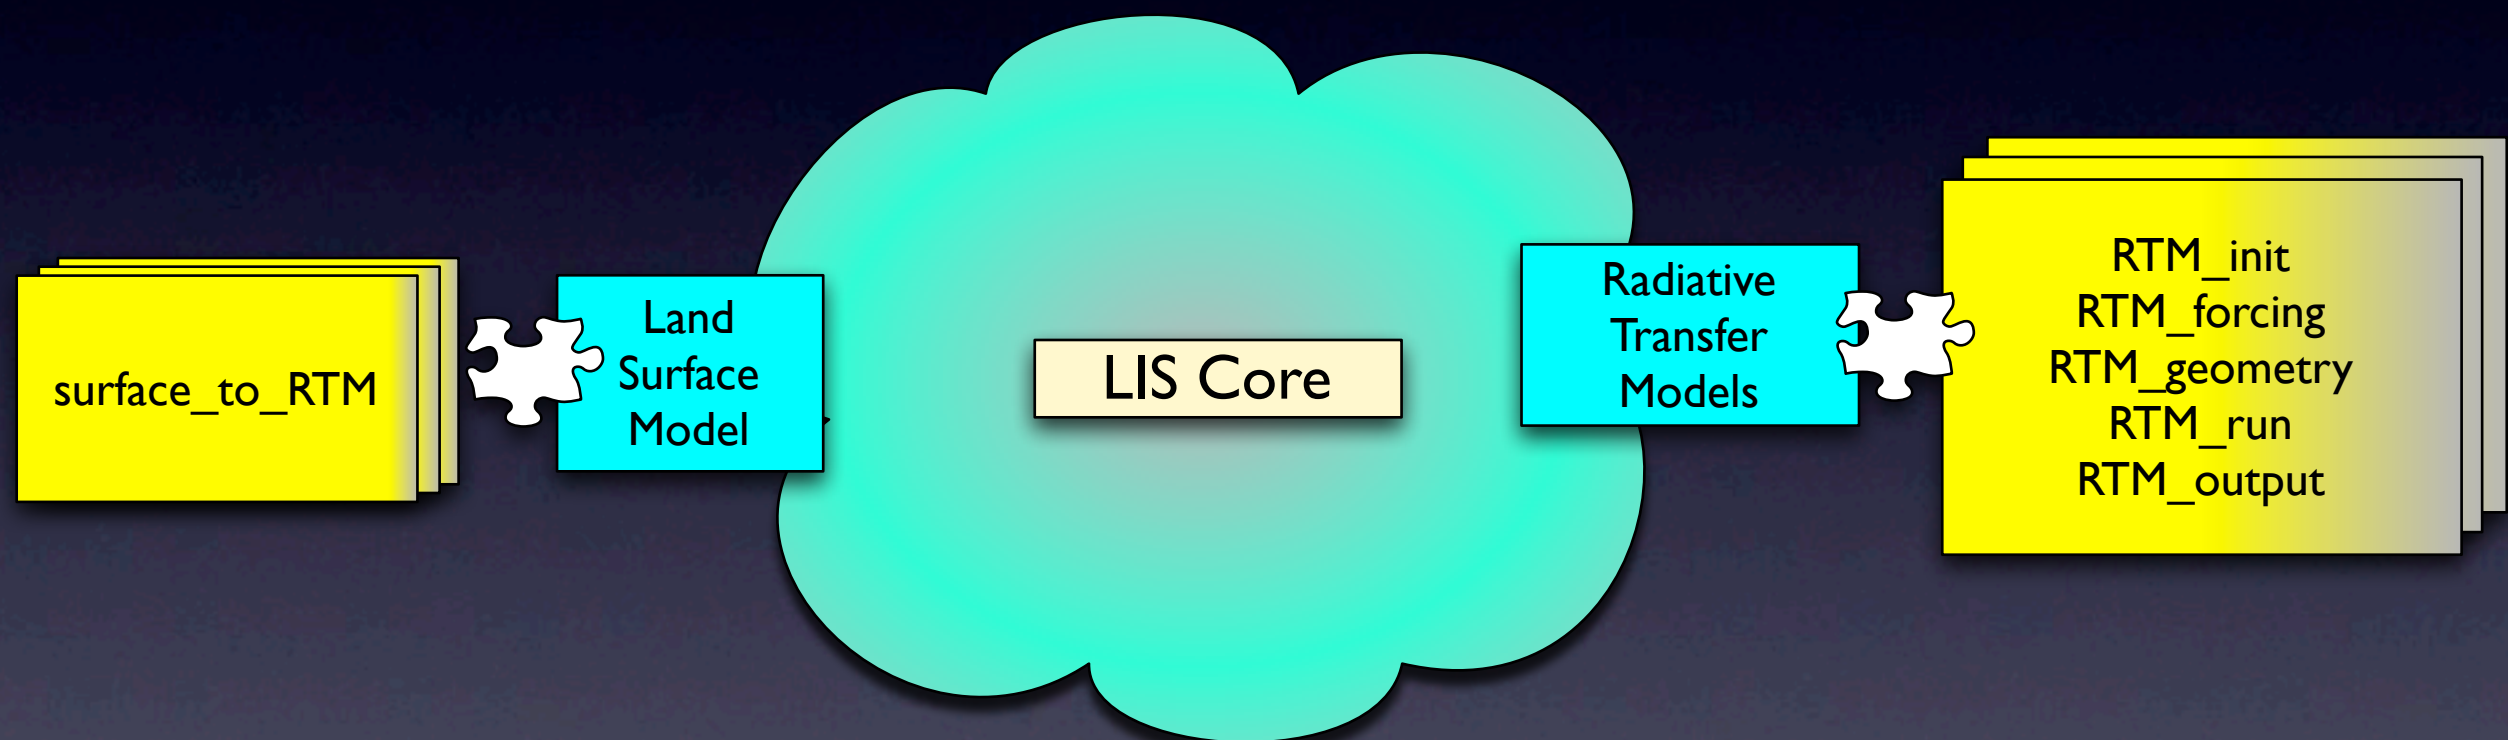 surface_to_RTM
Land
Surface
Model
LIS Core
Radiative
Transfer
Models
RTM_init
RTM_forcing
RTM_geometry
RTM_run
RTM_output